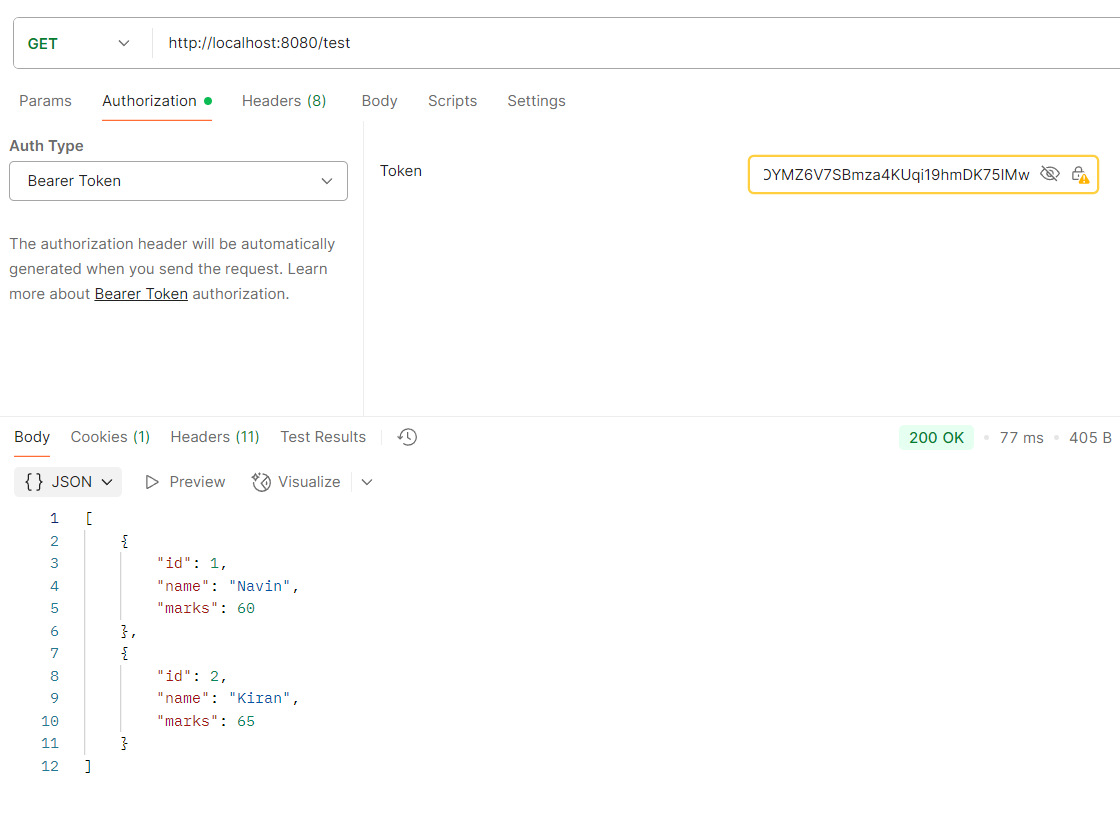 GET http://localhost:8080/test
Params Authorization Headers (8) Body Scripts Settings
Auth Type
Bearer Token
Token
The authorization header will be automatically
generated when you send the request. Learn
more about Bearer Token authorization.
Body Cookies (1) Headers (11) Test Results 200 OK • 77 ms • 405 B
{} JSON Preview Visualize
1 [
2 {
3 "id": 1,
4 "name": "Navin",
5 "marks": 60
6 },
7 {
8 "id": 2,
9 "name": "Kiran",
10 "marks": 65
11 }
12 ]